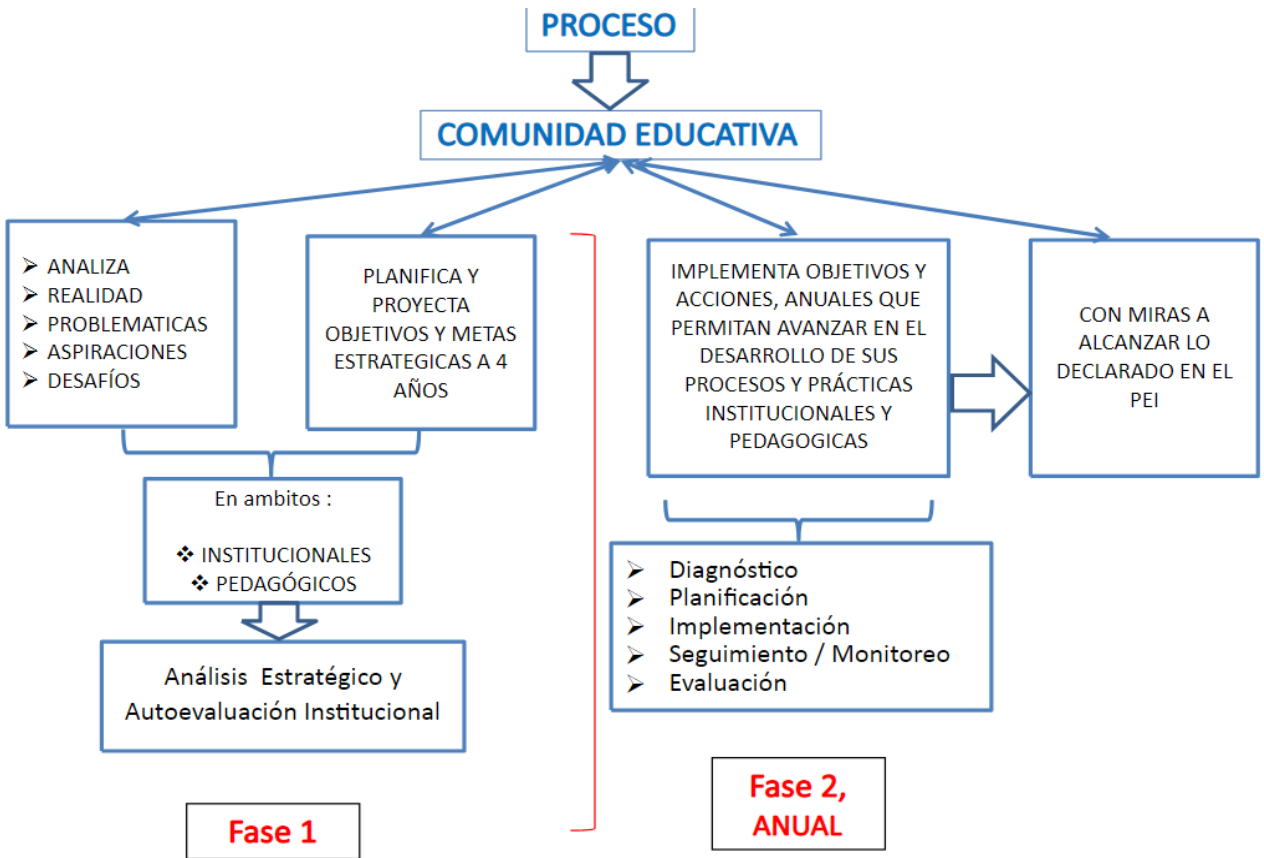 PROCESO
COMUNIDAD EDUCATIVA
➢ ANALIZA
➢ REALIDAD
➢ PROBLEMATICAS
➢ ASPIRACIONES
➢ DESAFÍOS
PLANIFICA Y
PROYECTA
OBJETIVOS Y METAS
ESTRATEGICAS A 4
AÑOS
En ambitos :
❖ INSTITUCIONALES
❖ PEDAGÓGICOS
Análisis Estratégico y
Autoevaluación Institucional
Fase 1
IMPLEMENTA OBJETIVOS Y
ACCIONES, ANUALES QUE
PERMITAN AVANZAR EN EL
DESARROLLO DE SUS
PROCESOS Y PRÁCTICAS
INSTITUCIONALES Y
PEDAGOGICAS
CON MIRAS A
ALCANZAR LO
DECLARADO EN EL
PEI
➢ Diagnóstico
➢ Planificación
➢ Implementación
➢ Seguimiento / Monitoreo
➢ Evaluación
Fase 2,
ANUAL